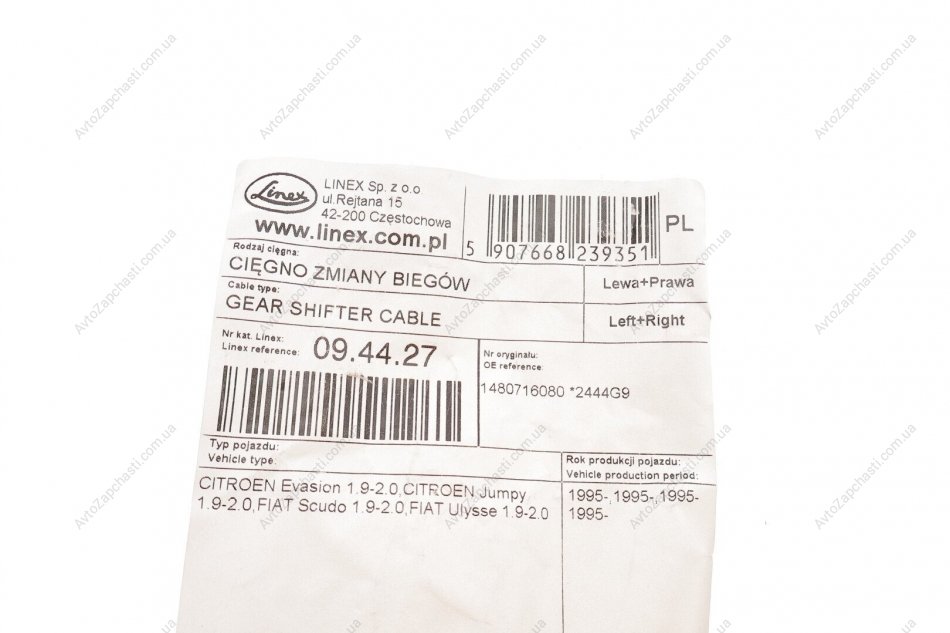 Linex
LINEX Sp. z o.o
ul.Rejtana 15
42-200 Częstochowa
www.linex.com.pl
5 907668 239351
PL
Rodzaj cięgna:
CIĘGNO ZMIANY BIEGÓW
Lewa+Prawa
Cable type:
GEAR SHIFTER CABLE
Left+Right
Nr kat. Linex:
Linex reference: 09.44.27
Nr oryginału:
OE reference:
1480716080 *2444G9
Typ pojazdu:
Vehicle type:
CITROEN Evasion 1.9-2.0,CITROEN Jumpy
1.9-2.0,FIAT Scudo 1.9-2.0,FIAT Ulysse 1.9-2.0
Rok produkcji pojazdu:
Vehicle production period:
1995-,1995-,1995-
1995-
AvtoZapchasti.com.ua